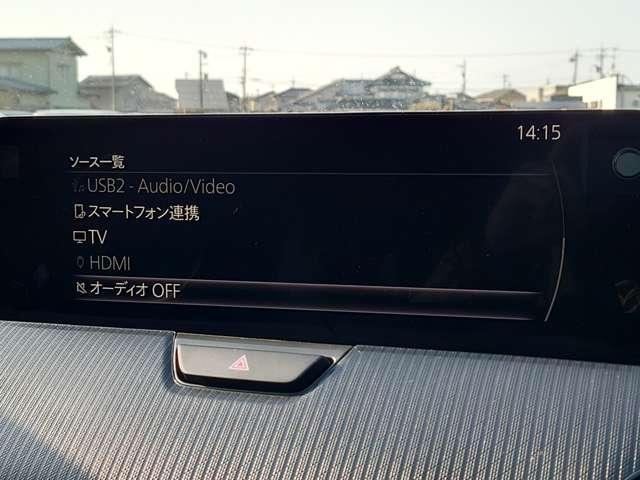 14:15
ソース一覧
USB2 - Audio/Video
スマートフォン連携
TV
HDMI
オーディオ OFF